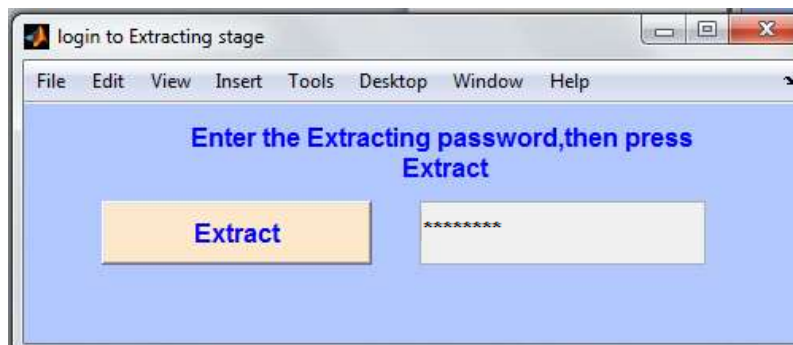 login to Extracting stage
File Edit View Insert Tools Desktop Window Help
Enter the Extracting password,then press
Extract
Extract
********